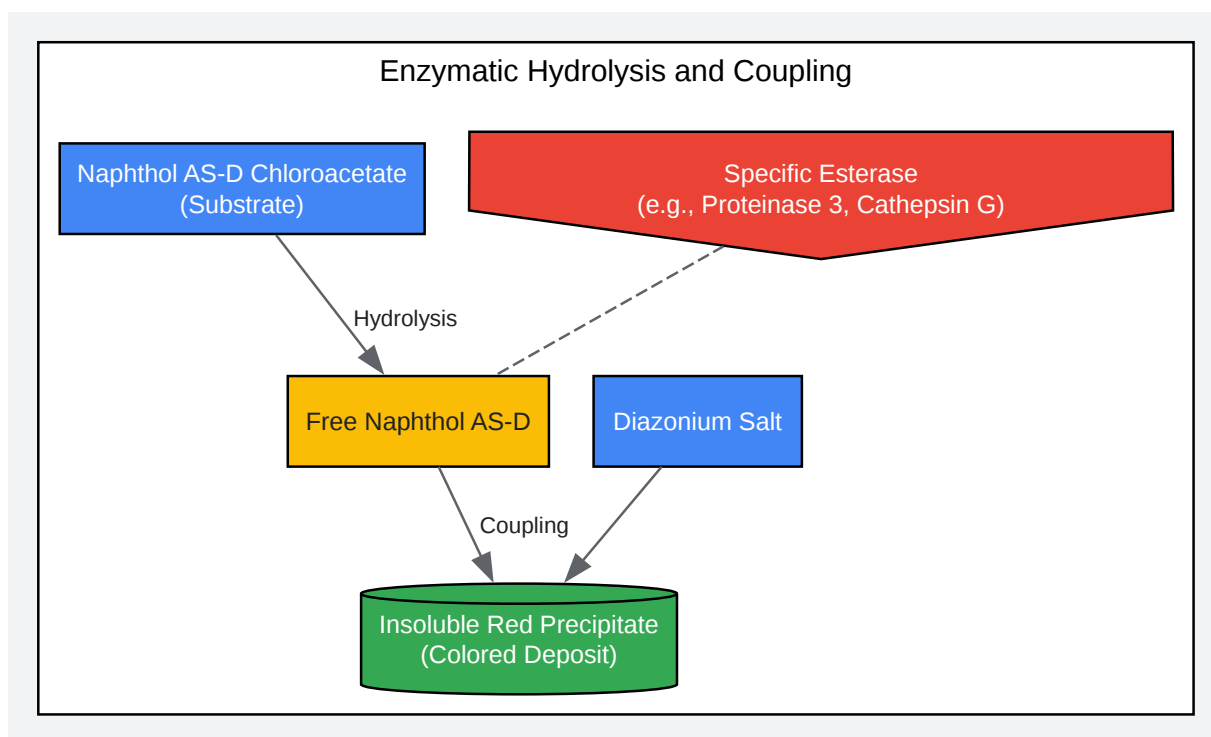 Enzymatic Hydrolysis and Coupling
Naphthol AS-D Chloroacetate
(Substrate)
Specific Esterase
(e.g., Proteinase 3, Cathepsin G)
Hydrolysis
Free Naphthol AS-D
Diazonium Salt
Coupling
Insoluble Red Precipitate
(Colored Deposit)